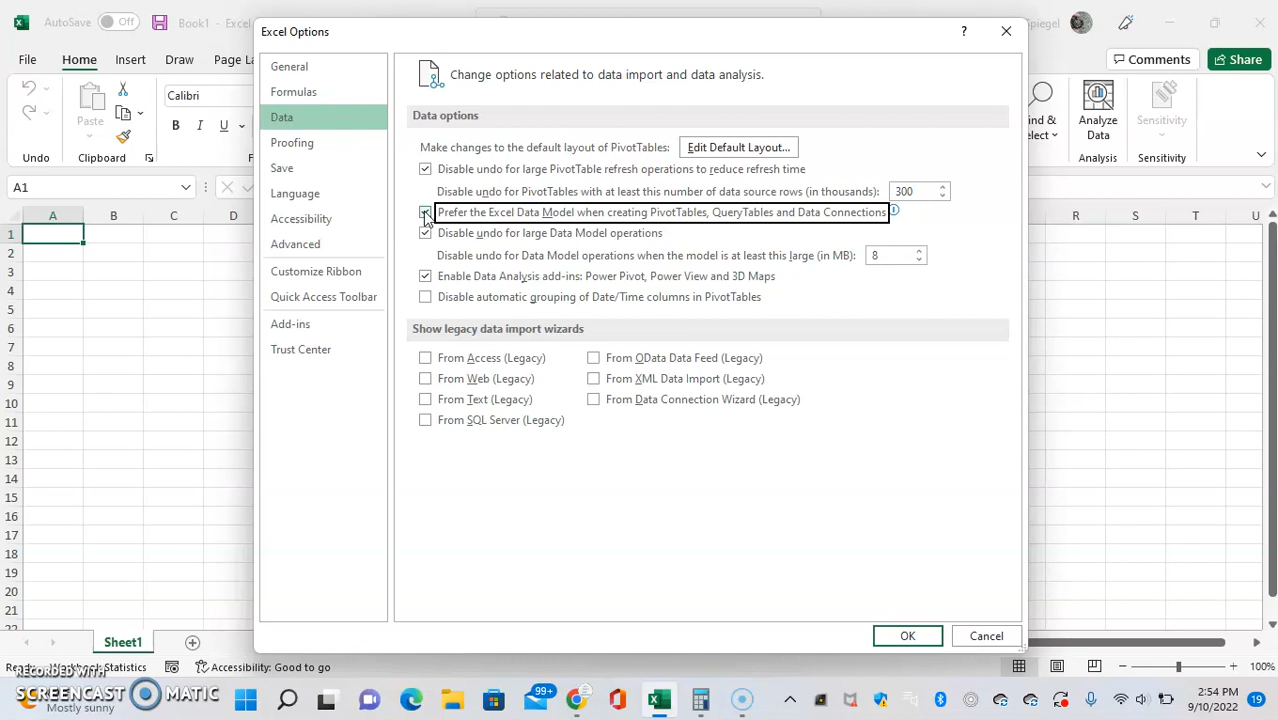 AutoSave Off Book1 - Excel Spiegel
Excel Options ?
File Home Insert Draw Page La Comments Share
Paste
Calibri
B I U
Find &
Select
Analyze
Data
Sensitivity
Undo Clipboard Analysis Sensitivity
A1
A B C D R S T U
1
2
3
4
5
6
7
8
9
10
11
12
13
14
15
16
17
18
19
20
21
22
General
Formulas
Data
Proofing
Save
Language
Accessibility
Advanced
Customize Ribbon
Quick Access Toolbar
Add-ins
Trust Center
Change options related to data import and data analysis.
Data options
Make changes to the default layout of PivotTables: Edit Default Layout...
Disable undo for large PivotTable refresh operations to reduce refresh time
Disable undo for PivotTables with at least this number of data source rows (in thousands): 300
Prefer the Excel Data Model when creating PivotTables, QueryTables and Data Connections
Disable undo for large Data Model operations
Disable undo for Data Model operations when the model is at least this large (in MB): 8
Enable Data Analysis add-ins: Power Pivot, Power View and 3D Maps
Disable automatic grouping of Date/Time columns in PivotTables
Show legacy data import wizards
From Access (Legacy) From OData Data Feed (Legacy)
From Web (Legacy) From XML Data Import (Legacy)
From Text (Legacy) From Data Connection Wizard (Legacy)
From SQL Server (Legacy)
OK Cancel
Sheet1
Workbook Statistics Accessibility: Good to go 100%
RECORDED WITH
SCREENCAST MATIC
Mostly sunny
99+
2:54 PM
9/10/2022
19